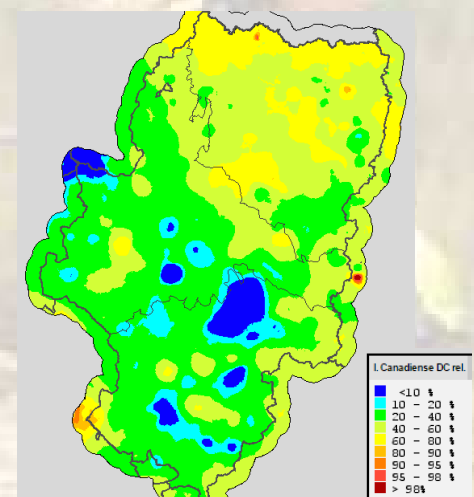 I. Canadiense DC rel.
<10 %
10 - 20 %
20 - 40 %
40 - 60 %
60 - 80 %
80 - 90 %
90 - 95 %
95 - 98 %
> 98%